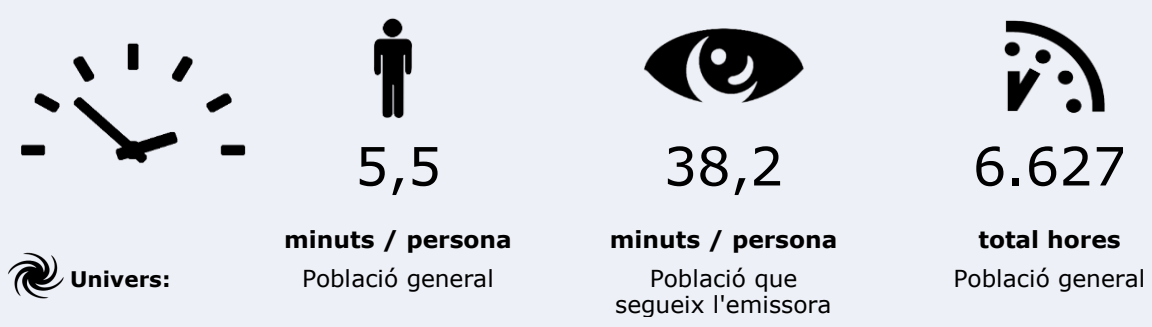 5,5
38,2
6.627
minuts / persona
minuts / persona
total hores
Univers:
Població general
Població que
segueix l'emissora
Població general